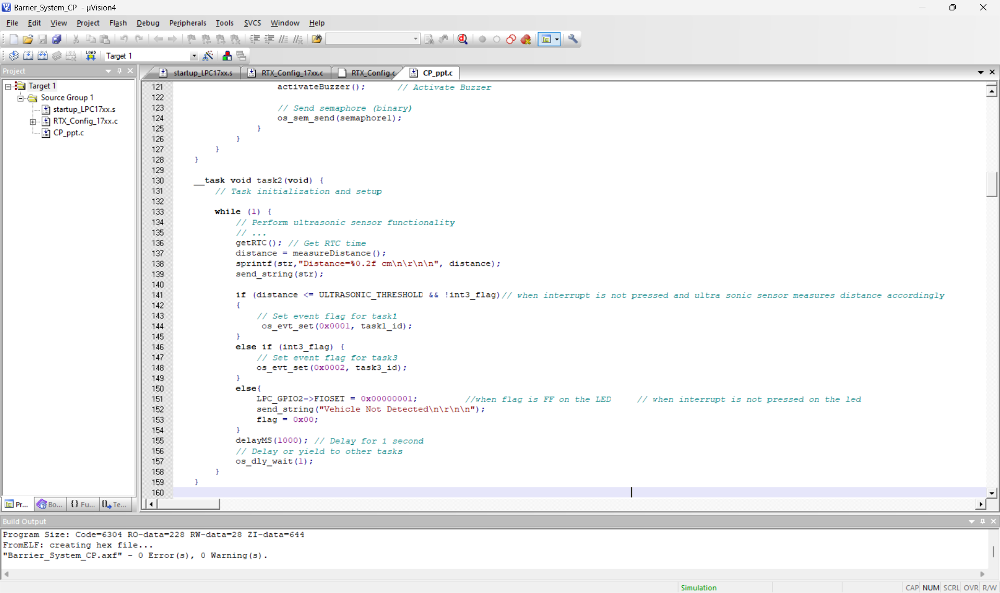 Barrier_System_CP - µVision4
File Edit View Project Flash Debug Peripherals Tools SVCS Window Help
LOAD Target 1
Project
startup_LPC17xx.s RTX_Config_17xx.c RTX_Config.c CP_ppt.c
Target 1
Source Group 1
startup_LPC17xx.s
RTX_Config_17xx.c
CP_ppt.c
121 activateBuzzer(); // Activate Buzzer
122
123 // Send semaphore (binary)
124 os_sem_send(semaphore1);
125 }
126 }
127 }
128 }
129
130 __task void task2(void) {
131 // Task initialization and setup
132
133 while (1) {
134 // Perform ultrasonic sensor functionality
135 // ...
136 getRTC(); // Get RTC time
137 distance = measureDistance();
138 sprintf(str,"Distance=%0.2f cm\n\r\n\n", distance);
139 send_string(str);
140
141 if (distance <= ULTRASONIC_THRESHOLD && !int3_flag)// when interrupt is not pressed and ultra sonic sensor measures distance accordingly
142 {
143 // Set event flag for task1
144 os_evt_set(0x0001, task1_id);
145 }
146 else if (int3_flag) {
147 // Set event flag for task3
148 os_evt_set(0x0002, task3_id);
149 }
150 else{
151 LPC_GPIO2->FIOSET = 0x00000001; //when flag is FF on the LED // when interrupt is not pressed on the led
152 send_string("Vehicle Not Detected\n\r\n\n");
153 flag = 0x00;
154 }
155 delayMS(1000); // Delay for 1 second
156 // Delay or yield to other tasks
157 os_dly_wait(1);
158 }
159 }
160
Pr... Bo... {} Fu... 0, Te...
Build Output
Program Size: Code=6304 RO-data=228 RW-data=28 ZI-data=644
FromELF: creating hex file...
"Barrier_System_CP.axf" - 0 Error(s), 0 Warning(s).
Simulation CAP NUM SCRL OVR R/W